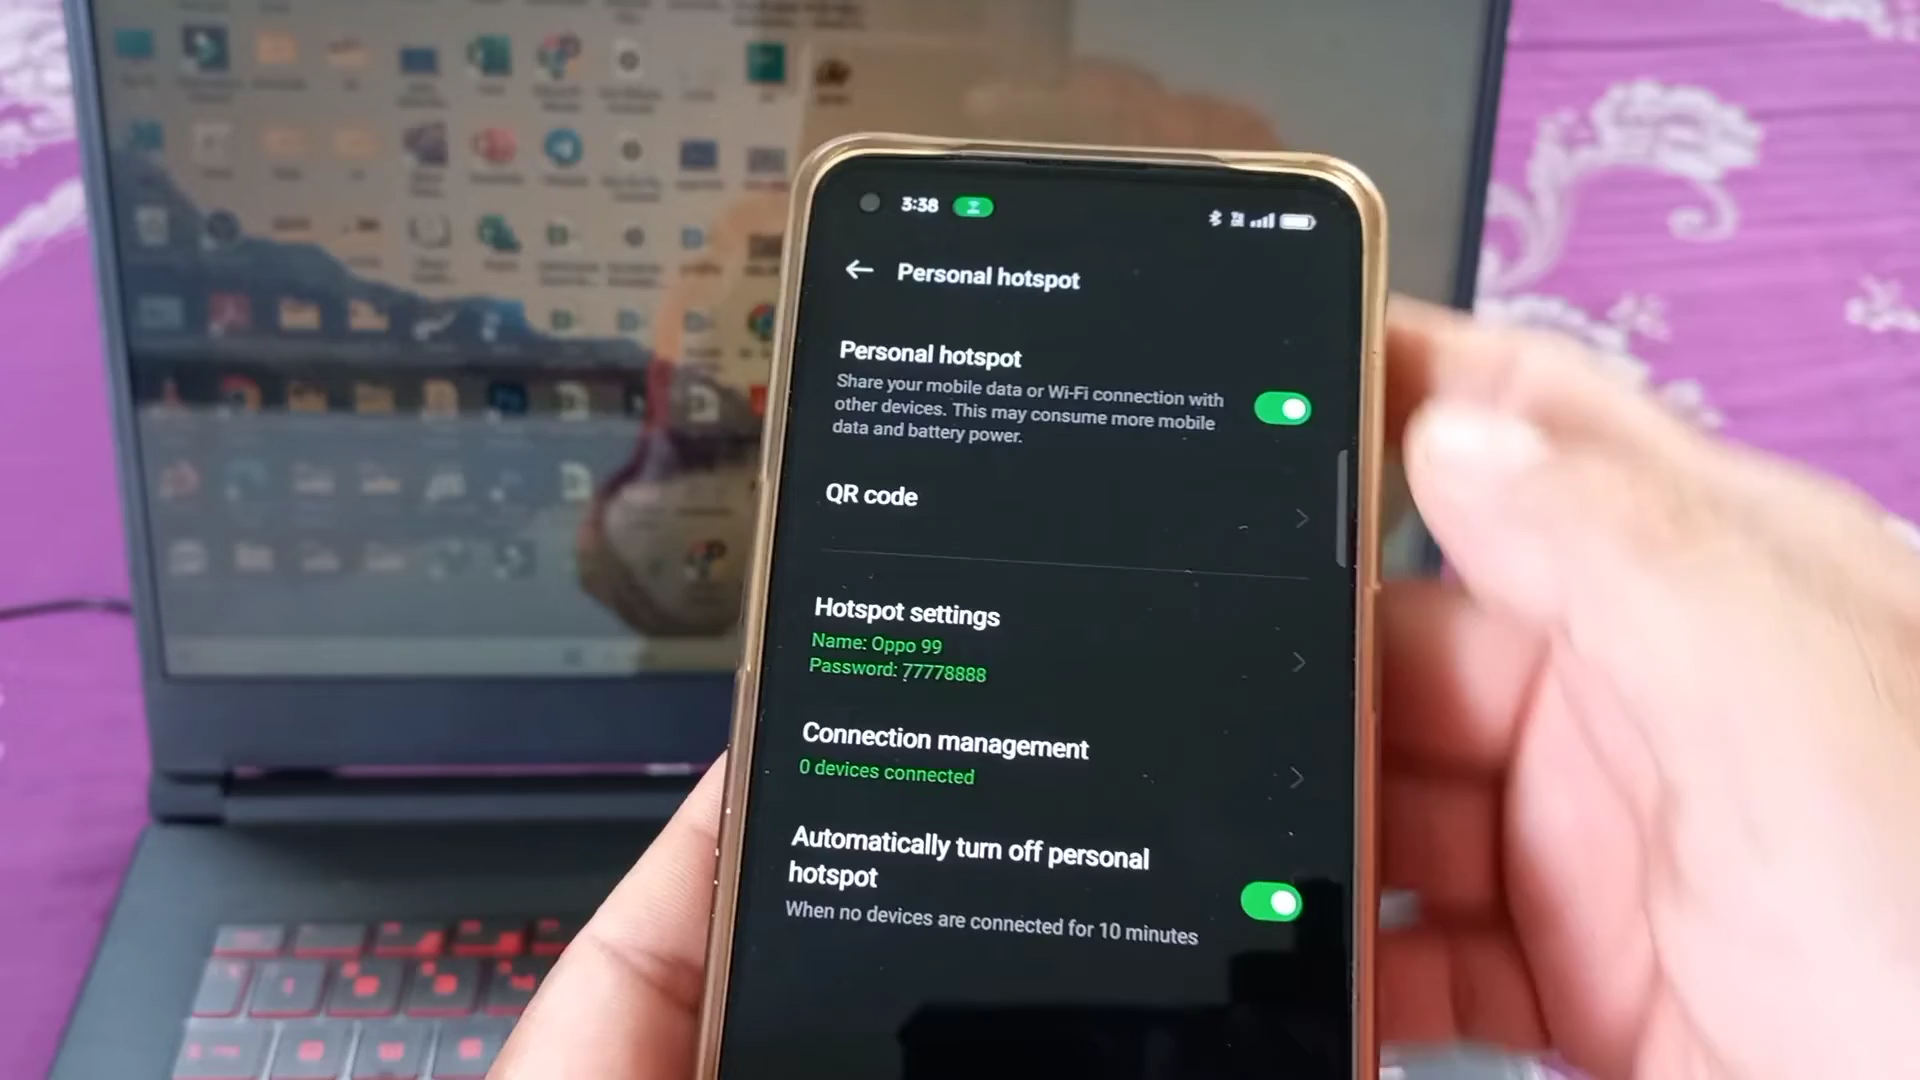 3:38
Personal hotspot
Personal hotspot
Share your mobile data or Wi-Fi connection with
other devices. This may consume more mobile
data and battery power.
QR code
Hotspot settings
Name: Oppo 99
Password: 77778888
Connection management
0 devices connected
Automatically turn off personal
hotspot
When no devices are connected for 10 minutes